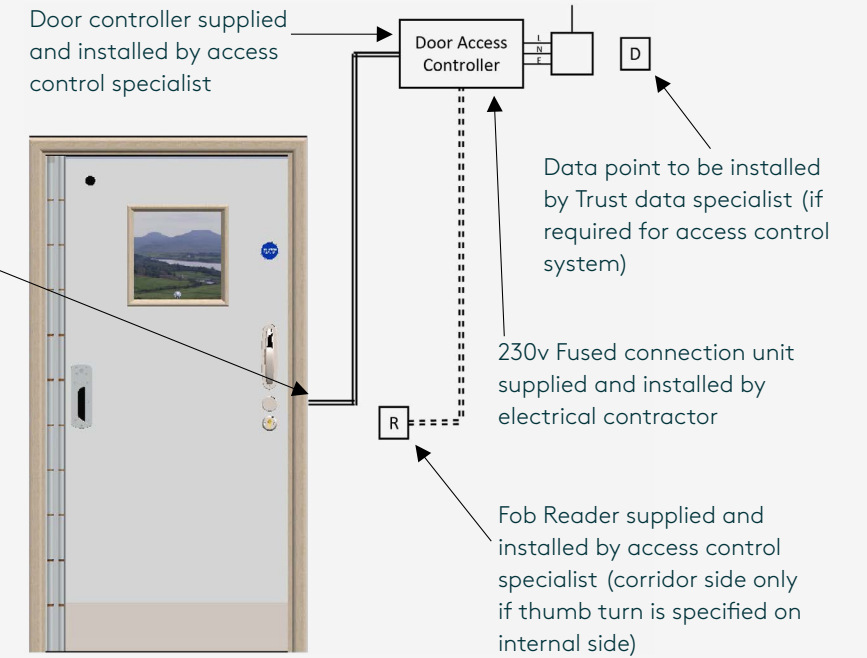 Door controller supplied
and installed by access
control specialist
Door Access
Controller
L
N
E
D
Data point to be installed
by Trust data specialist (if
required for access control
system)
230v Fused connection unit
supplied and installed by
electrical contractor
R
Fob Reader supplied and
installed by access control
specialist (corridor side only
if thumb turn is specified on
internal side)